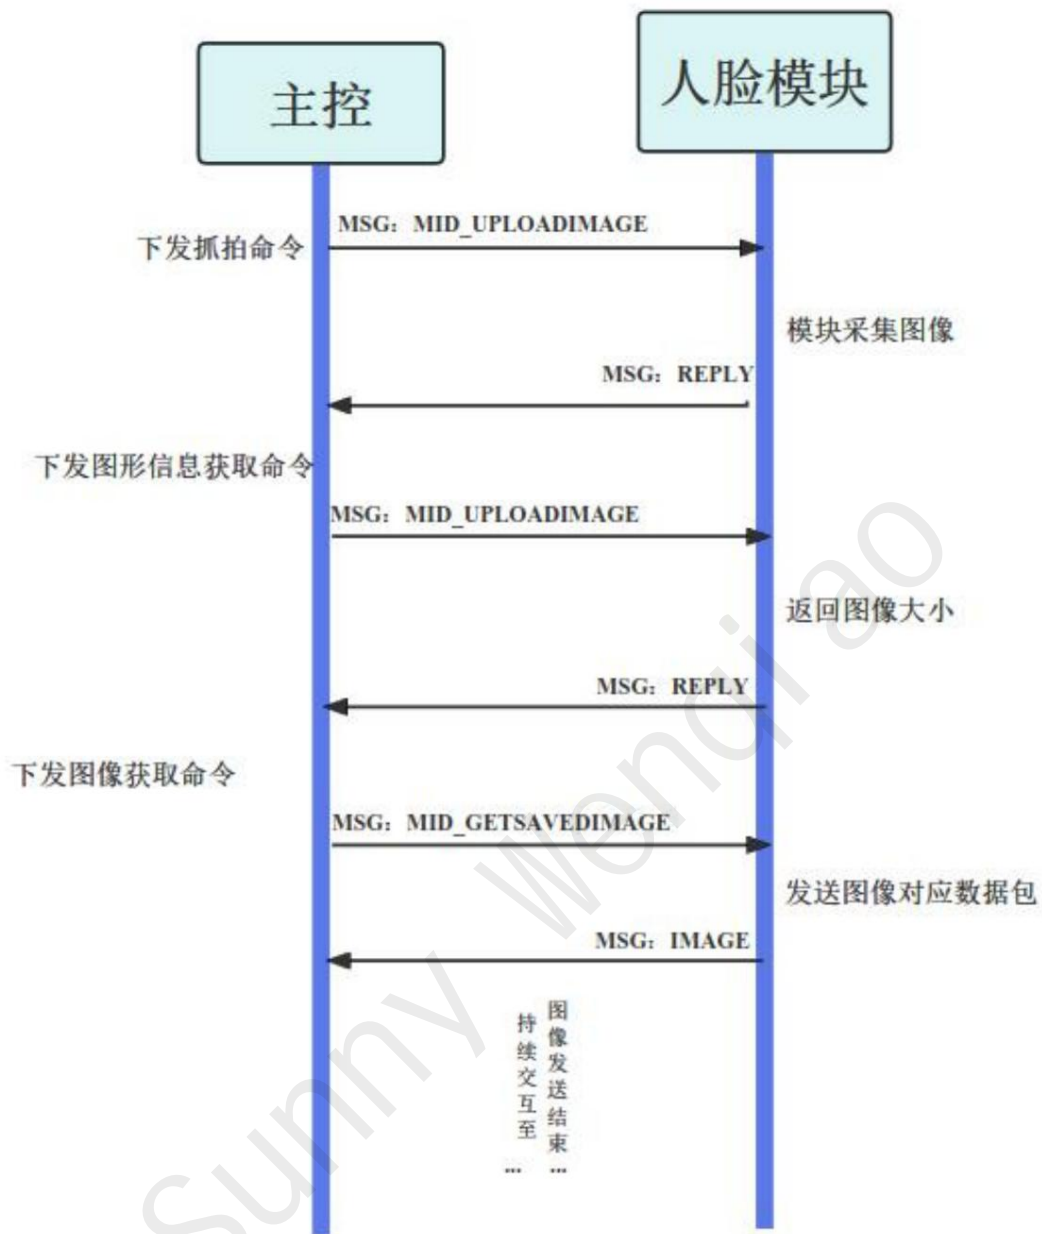 主控
人脸模块
MSG：MID_UPLOADIMAGE
下发抓拍命令
模块采集图像
MSG：REPLY
下发图形信息获取命令
MSG：MID_UPLOADIMAGE
返回图像大小
MSG：REPLY
下发图像获取命令
MSG：MID_GETSAVEDIMAGE
发送图像对应数据包
MSG：IMAGE
持续交互至...
图像发送结束...
Sunny Wenqi ao